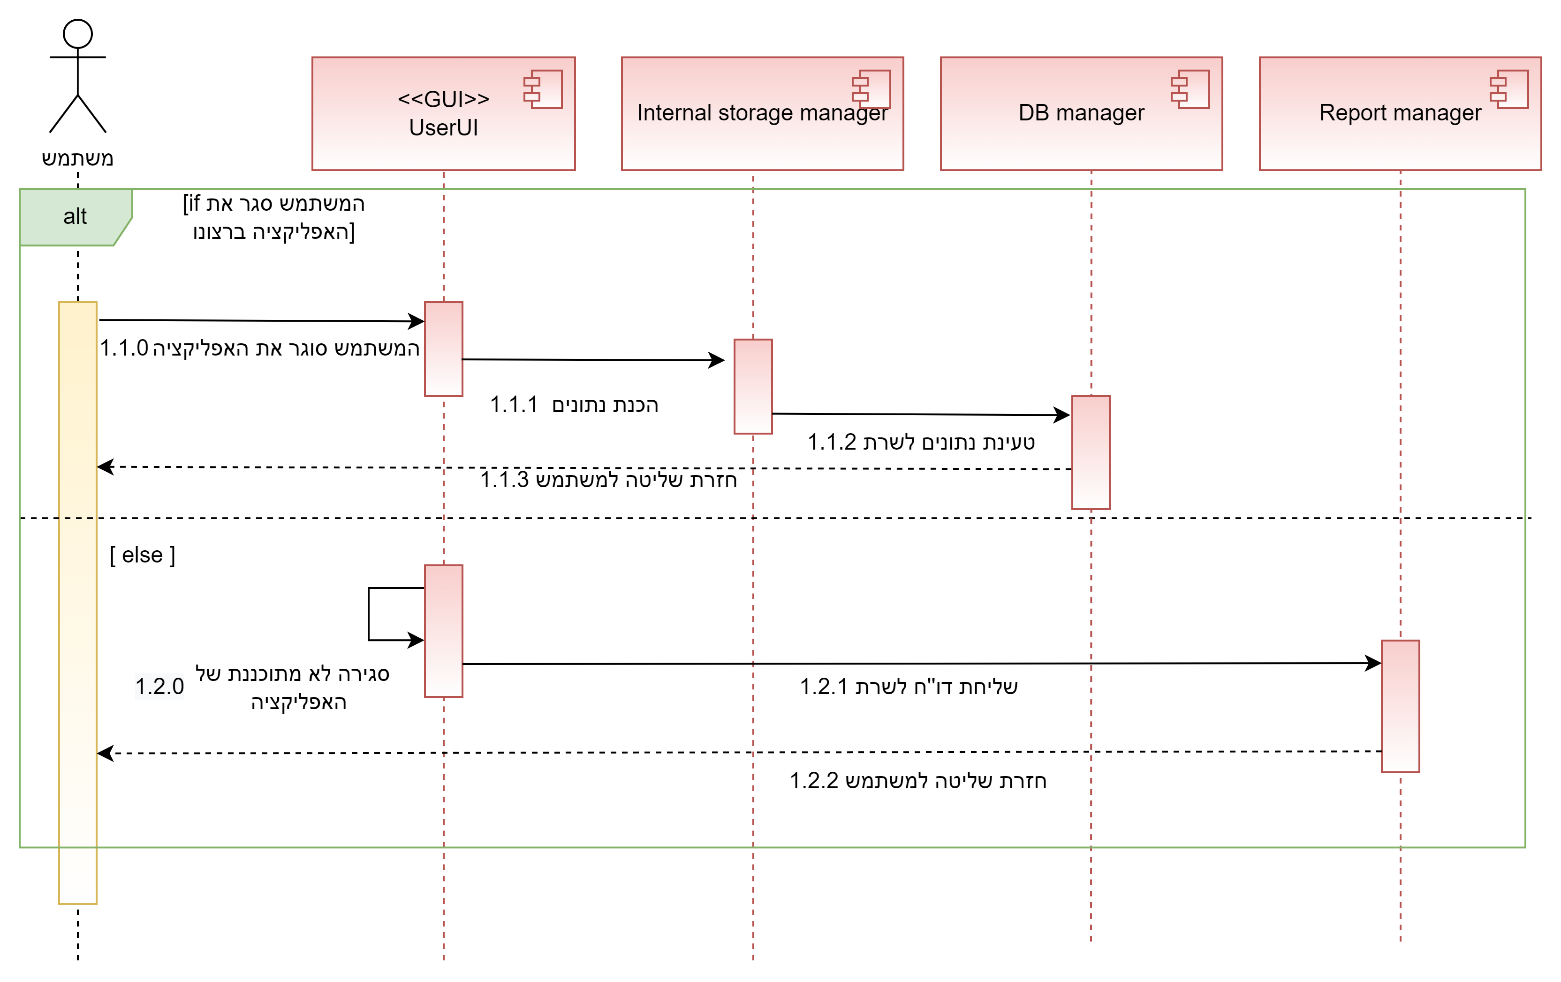 משתמש
<<GUI>>
UserUI
Internal storage manager
DB manager
Report manager
alt
[if המשתמש סגר את
האפליקציה ברצונו]
1.1.0 המשתמש סוגר את האפליקציה
1.1.1 הכנת נתונים
1.1.2 טעינת נתונים לשרת
1.1.3 חזרת שליטה למשתמש
[ else ]
1.2.0 סגירה לא מתוכננת של
האפליקציה
1.2.1 שליחת דו"ח לשרת
1.2.2 חזרת שליטה למשתמש